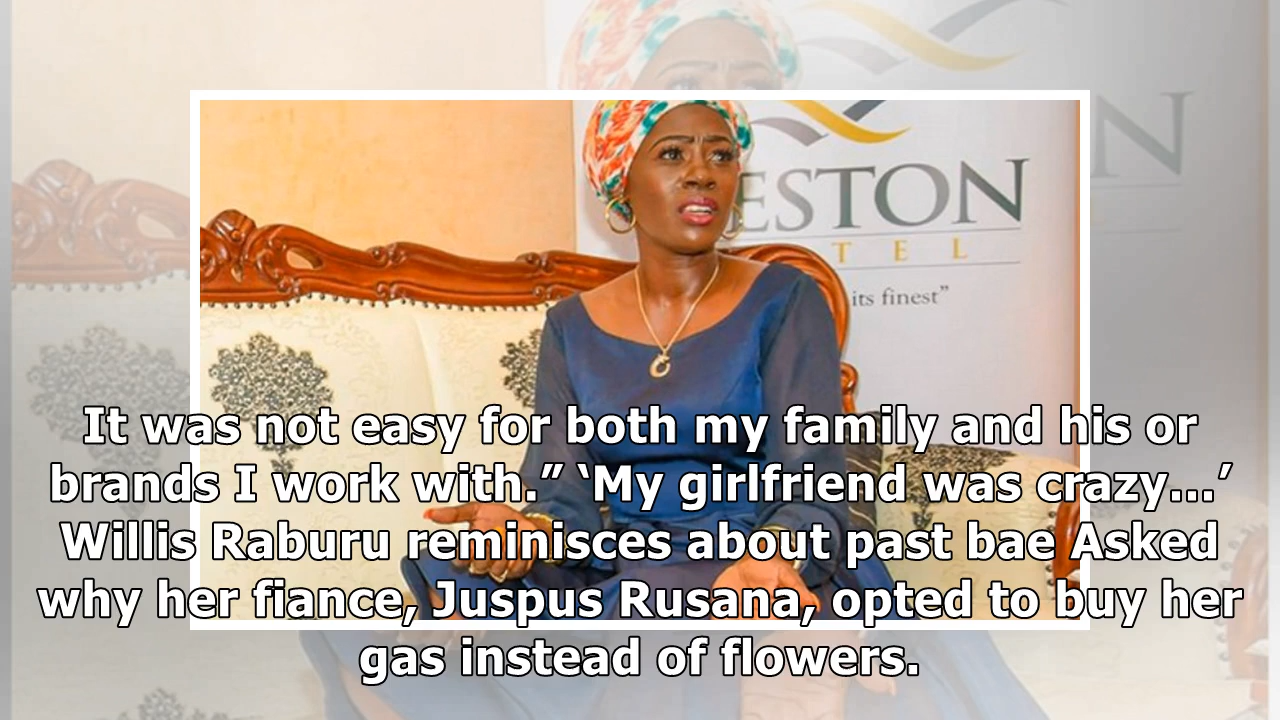 ESTON
N
TEL
its finest”
It was not easy for both my family and his or
brands I work with.” ‘My girlfriend was crazy...’
Willis Raburu reminisces about past bae Asked
why her fiance, Juspus Rusana, opted to buy her
gas instead of flowers.